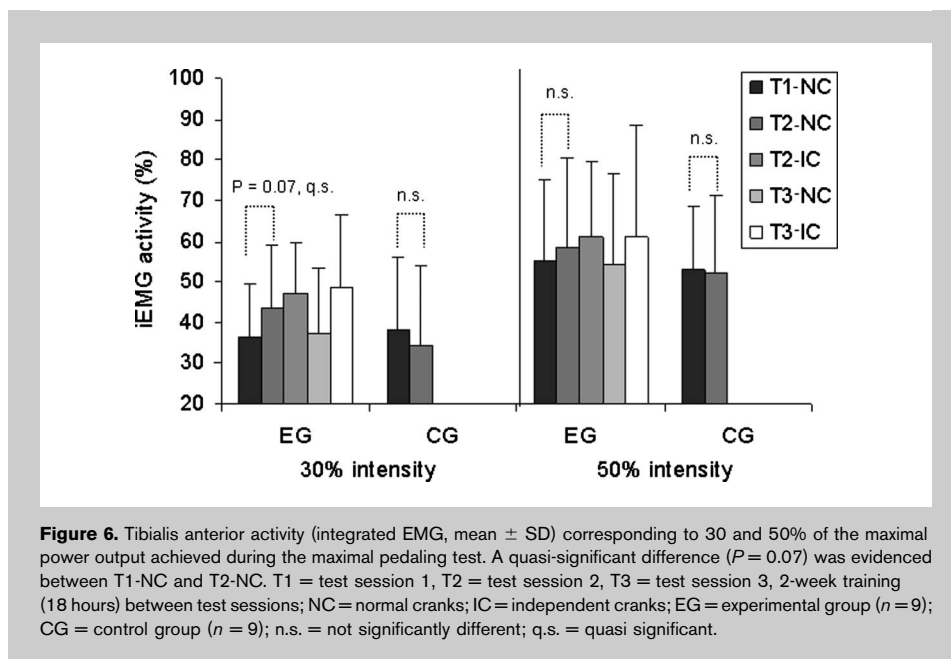 100
90
80
70
60
50
40
30
20
iEMG activity (%)
P = 0.07, q.s.
n.s.
n.s.
n.s.
T1-NC
T2-NC
T2-IC
T3-NC
T3-IC
EG
CG
EG
CG
30% intensity
50% intensity
Figure 6. Tibialis anterior activity (integrated EMG, mean ± SD) corresponding to 30 and 50% of the maximal
power output achieved during the maximal pedaling test. A quasi-significant difference (P = 0.07) was evidenced
between T1-NC and T2-NC. T1 = test session 1, T2 = test session 2, T3 = test session 3, 2-week training
(18 hours) between test sessions; NC = normal cranks; IC = independent cranks; EG = experimental group (n = 9);
CG = control group (n = 9); n.s. = not significantly different; q.s. = quasi significant.